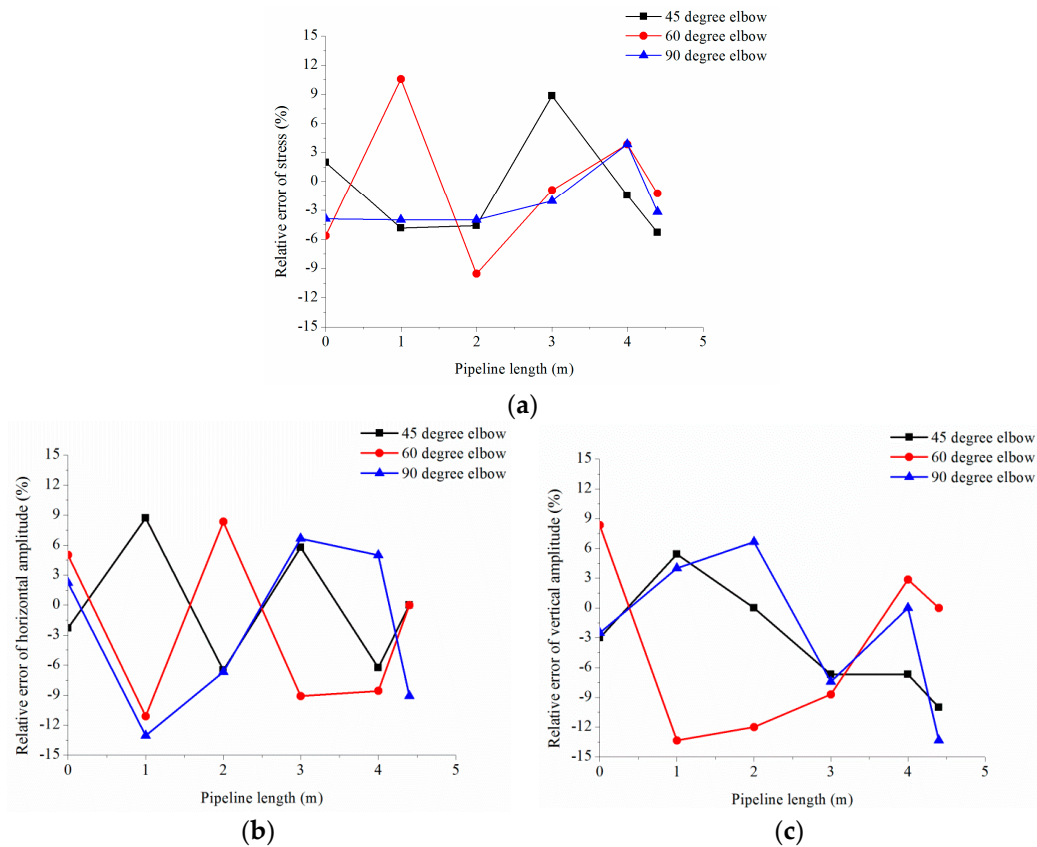 45 degree elbow
60 degree elbow
90 degree elbow
Relative error of stress (%)
15
12
9
6
3
0
-3
-6
-9
-12
-15
0 1 2 3 4 5
Pipeline length (m)
(a)
45 degree elbow
60 degree elbow
90 degree elbow
Relative error of horizontal amplitude (%)
15
12
9
6
3
0
-3
-6
-9
-12
-15
0 1 2 3 4 5
Pipeline length (m)
(b)
45 degree elbow
60 degree elbow
90 degree elbow
Relative error of vertical amplitude (%)
15
12
9
6
3
0
-3
-6
-9
-12
-15
0 1 2 3 4 5
Pipeline length (m)
(c)